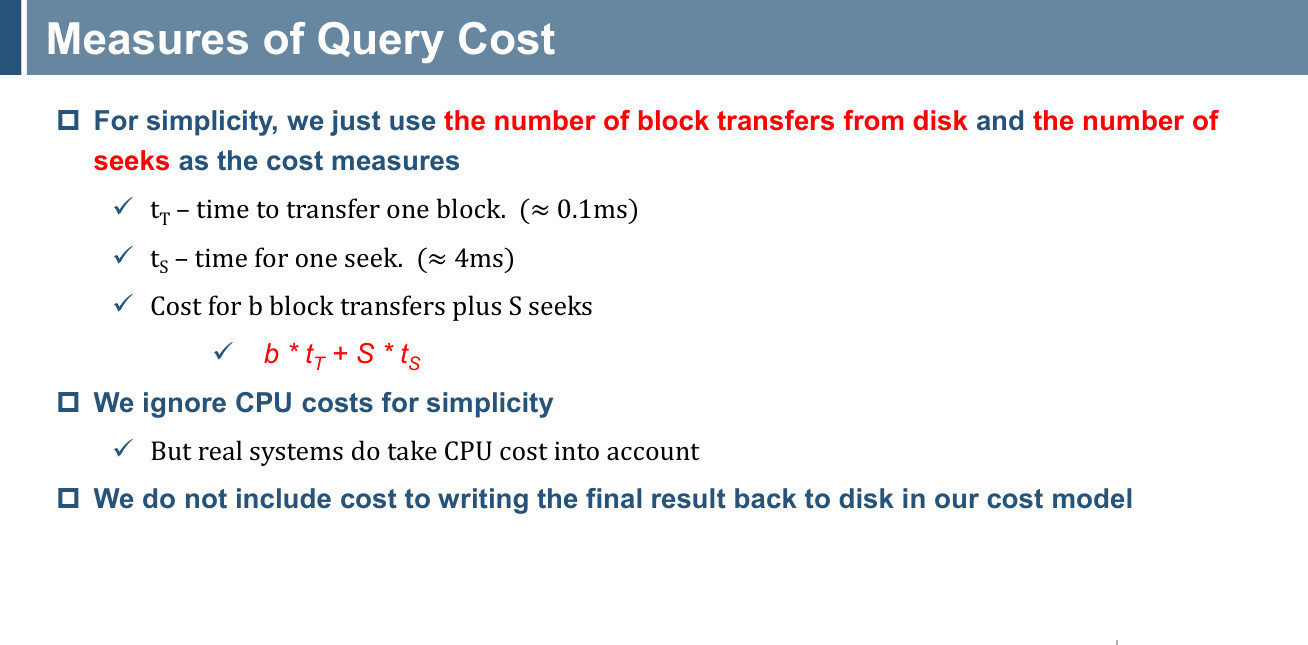 Measures of Query Cost
For simplicity, we just use the number of block transfers from disk and the number of
seeks as the cost measures
t_T – time to transfer one block. (≈ 0.1ms)
t_S – time for one seek. (≈ 4ms)
Cost for b block transfers plus S seeks
b * t_T + S * t_S
We ignore CPU costs for simplicity
But real systems do take CPU cost into account
We do not include cost to writing the final result back to disk in our cost model